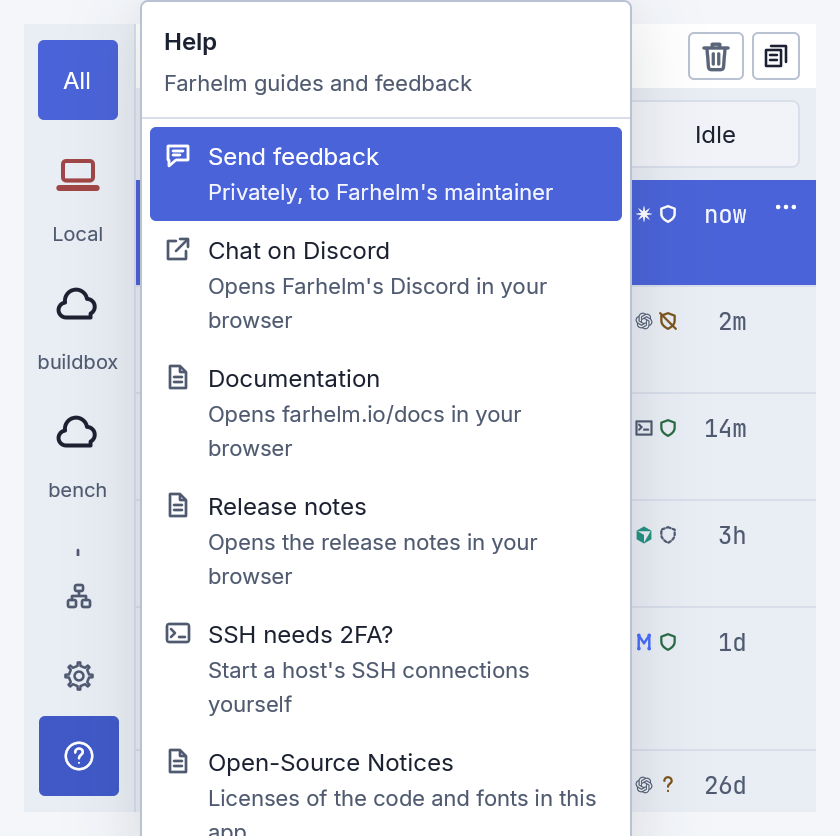 All
Local
buildbox
bench
Help
Farhelm guides and feedback
Send feedback
Privately, to Farhelm's maintainer
Chat on Discord
Opens Farhelm's Discord in your
browser
Documentation
Opens farhelm.io/docs in your
browser
Release notes
Opens the release notes in your
browser
SSH needs 2FA?
Start a host's SSH connections
yourself
Open-Source Notices
Licenses of the code and fonts in this
app
Idle
now
2m
14m
3h
1d
26d